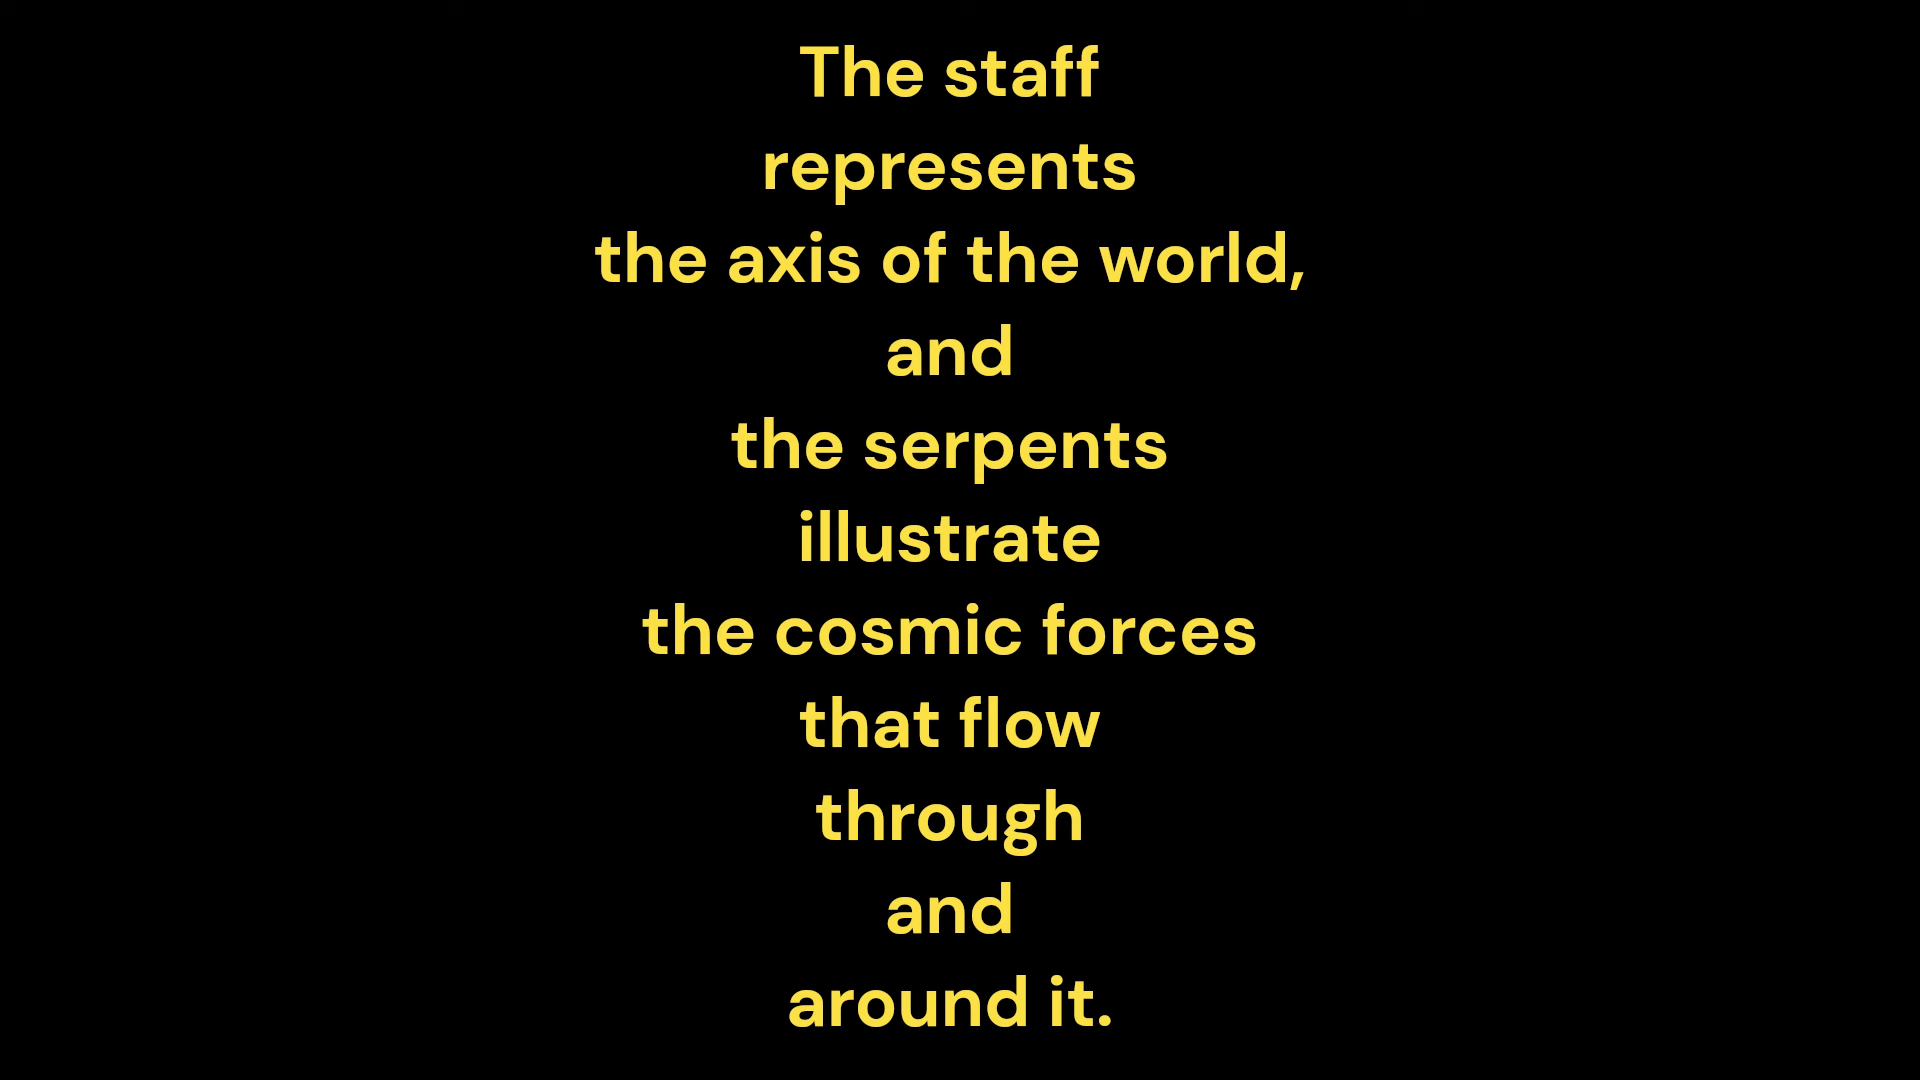 The staff
represents
the axis of the world,
and
the serpents
illustrate
the cosmic forces
that flow
through
and
around it.